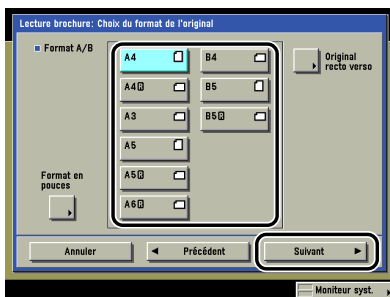 Lecture brochure: Choix du format de l'original
Format A/B
A4
B4
Original
recto verso
A4R
B5
A3
B5R
A5
Format en
pouces
A5R
A6R
Annuler
Précédent
Suivant
Moniteur syst.